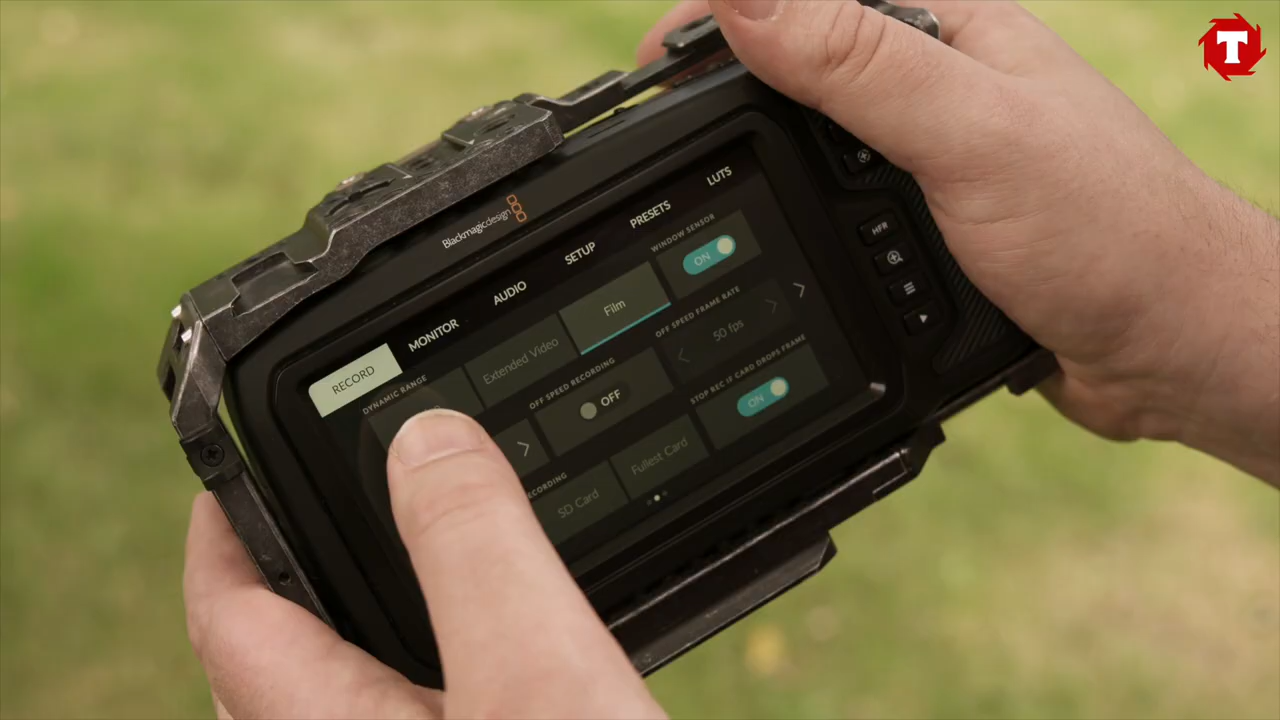 T
Blackmagicdesign
RECORD
MONITOR
AUDIO
SETUP
PRESETS
LUTS
DYNAMIC RANGE
Extended Video
Film
WINDOW SENSOR
ON
OFF SPEED RECORDING
OFF
OFF SPEED FRAME RATE
50 fps
SD Card
Fullest Card
STOP REC IF CARD DROPS FRAME
ON
HFR